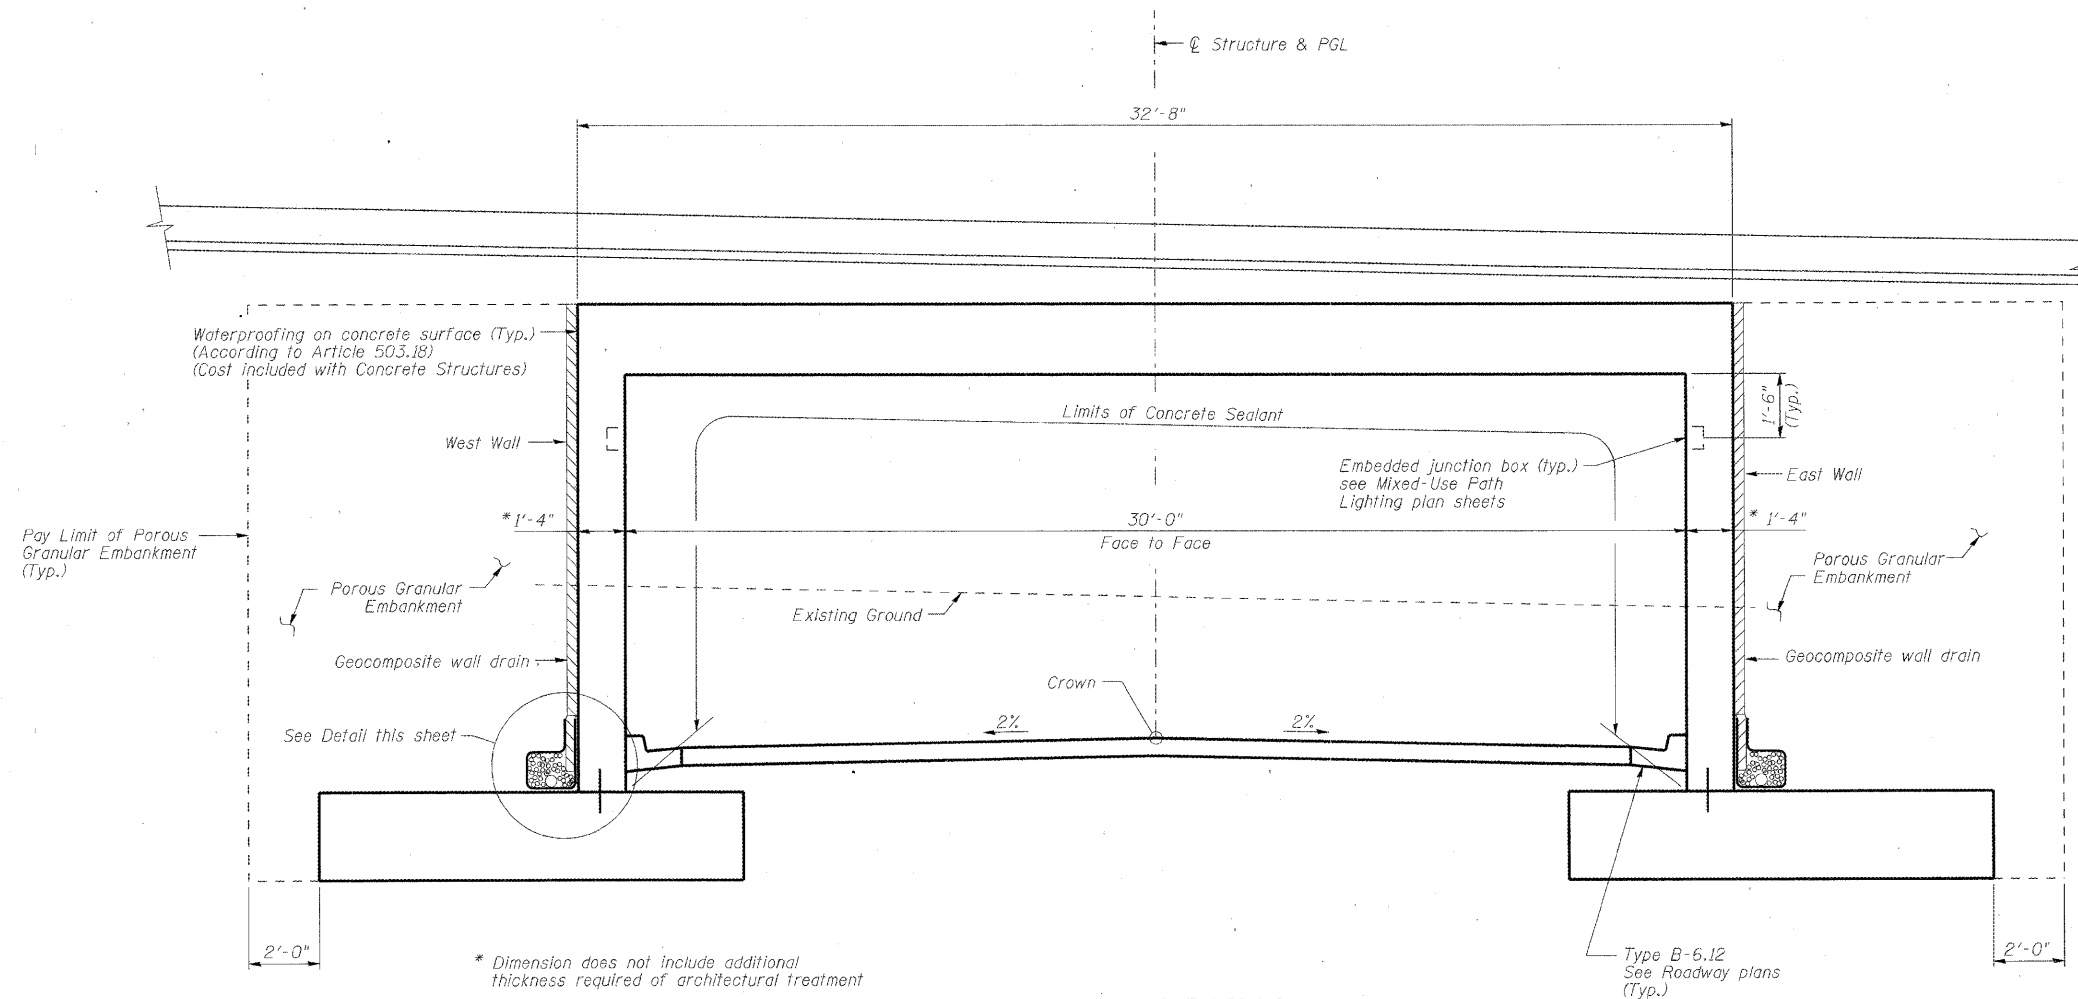 ℄ Structure & PGL
32'-8"
Waterproofing on concrete surface (Typ.)
(According to Article 503.18)
(Cost included with Concrete Structures)
Limits of Concrete Sealant
1'-6"
(Typ.)
West Wall
Embedded junction box (typ.)
see Mixed-Use Path
Lighting plan sheets
East Wall
Pay Limit of Porous
Granular Embankment
(Typ.)
* 1'-4"
30'-0"
Face to Face
* 1'-4"
Porous Granular
Embankment
Existing Ground
Porous Granular
Embankment
Geocomposite wall drain
Geocomposite wall drain
Crown
See Detail this sheet
2%
2%
2'-0"
* Dimension does not include additional
thickness required of architectural treatment
Type B-6.12
See Roadway plans
(Typ.)
2'-0"